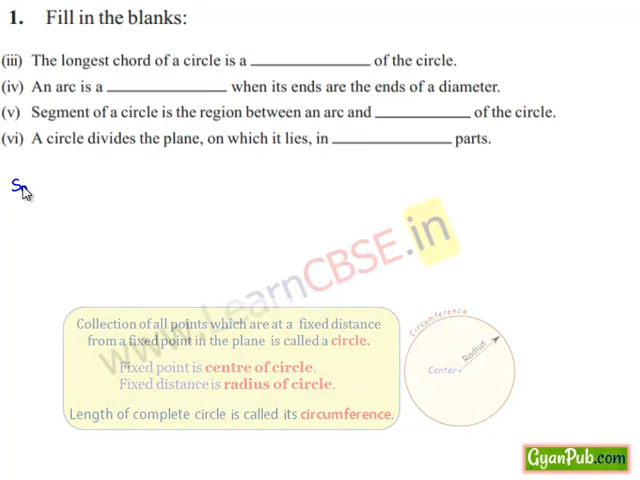 1. Fill in the blanks:
(iii) The longest chord of a circle is a ____________ of the circle.
(iv) An arc is a ____________ when its ends are the ends of a diameter.
(v) Segment of a circle is the region between an arc and ____________ of the circle.
(vi) A circle divides the plane, on which it lies, in ____________ parts.
www.LearnCBSE.in
Collection of all points which are at a fixed distance
from a fixed point in the plane is called a circle.
Fixed point is centre of circle.
Fixed distance is radius of circle.
Length of complete circle is called its circumference.
Circumference
Radius
Center
GyanPub.com